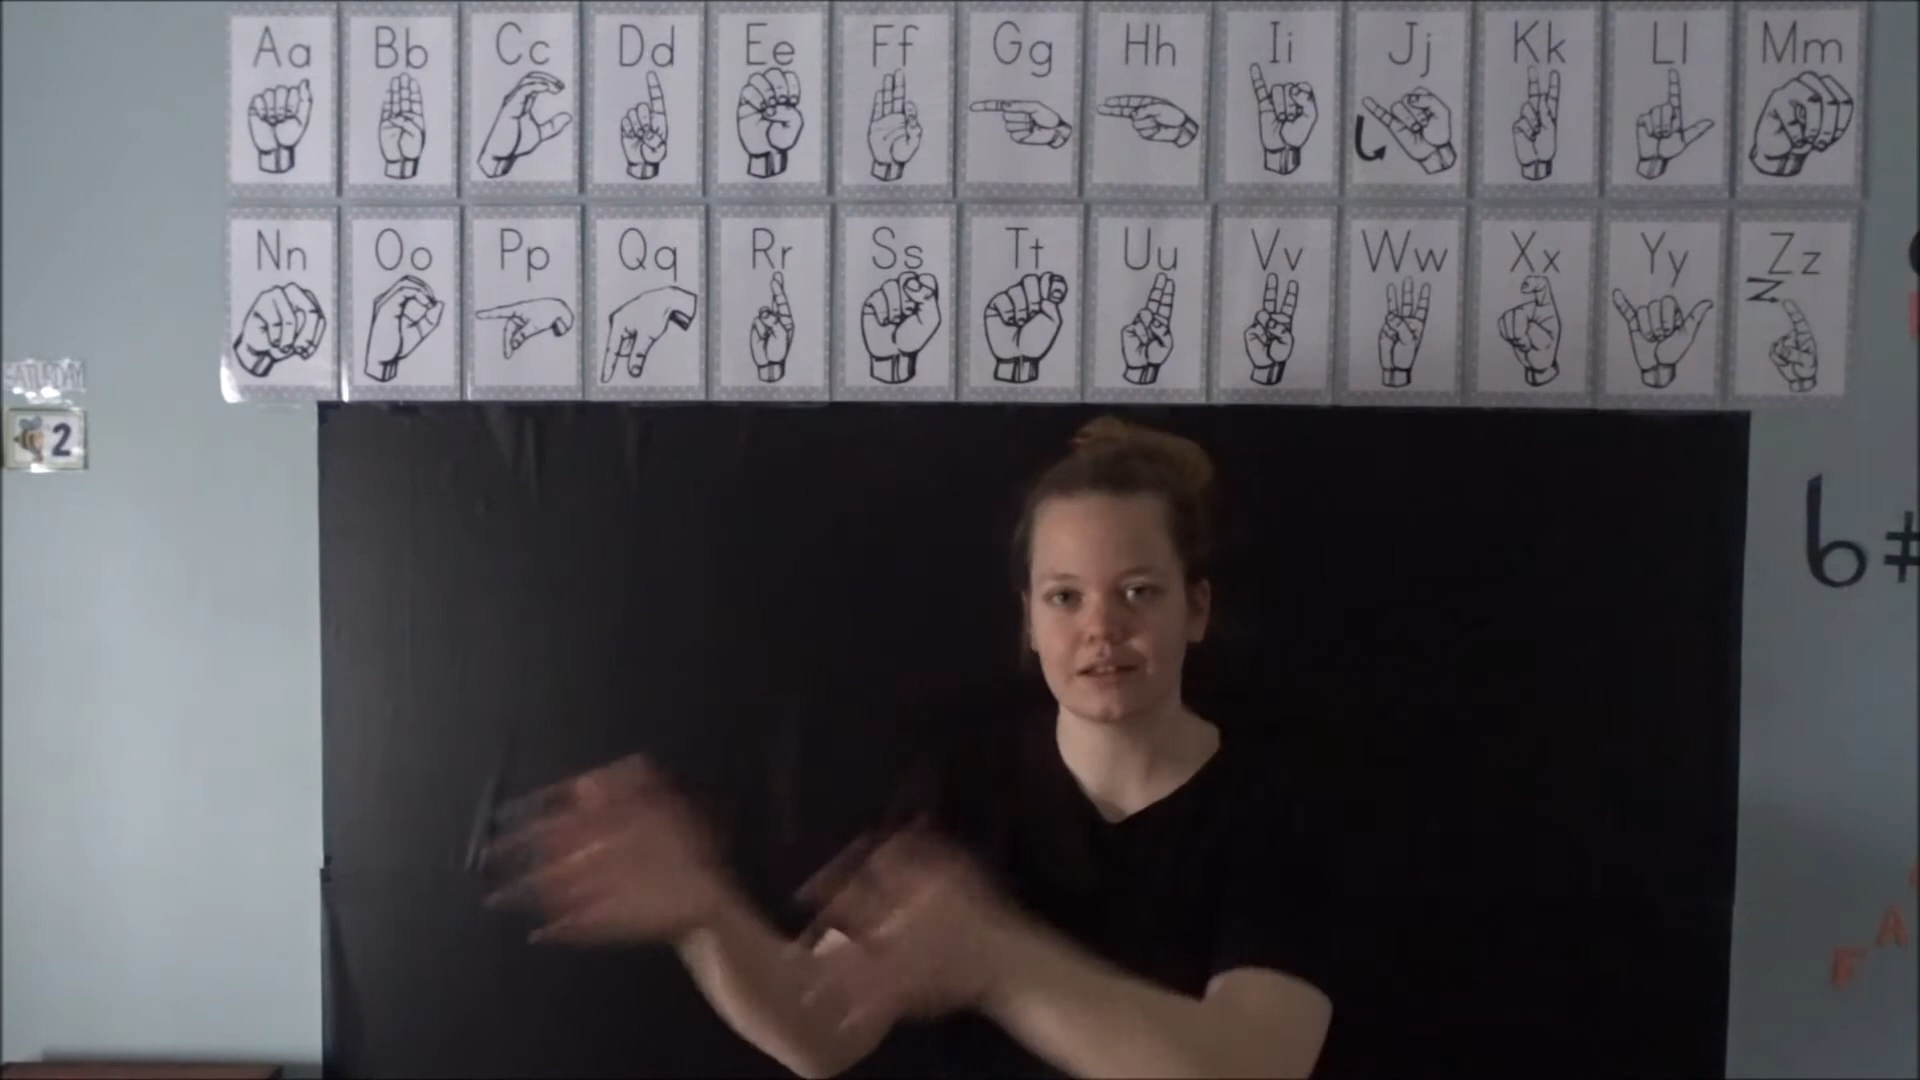 Aa Bb Cc Dd Ee Ff Gg Hh Ii Jj Kk Ll Mm
Nn Oo Pp Qq Rr Ss Tt Uu Vv Ww Xx Yy Zz
Z
SATURDAY
2
6 #
A
F